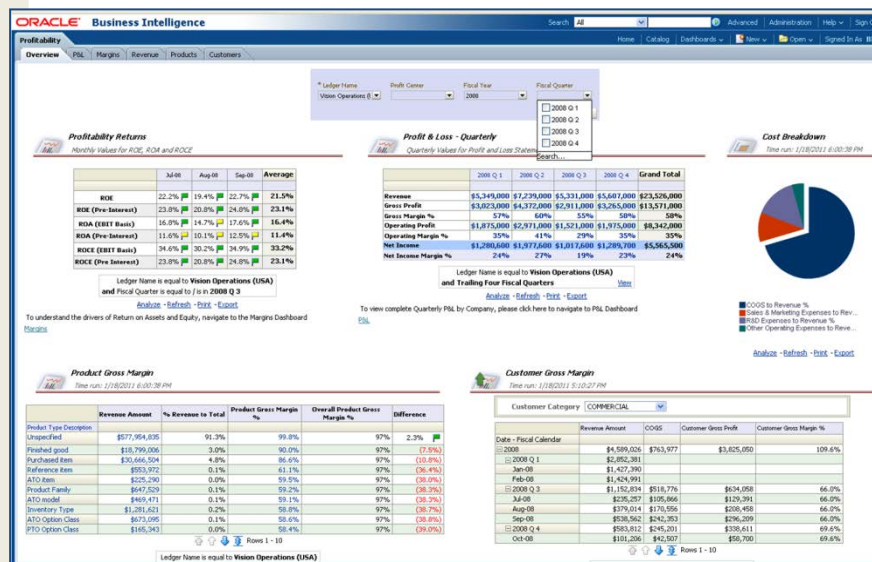 ORACLE Business Intelligence
Search All Advanced Administration Help Sign
Profitability
Home Catalog Dashboards New Open Signed In As
Overview P&L Margins Revenue Products Customers
* Ledger Name Profit Center Fiscal Year Fiscal Quarter
Vision Operations ( 2008
2008 Q 1
2008 Q 2
2008 Q 3
2008 Q 4
Search...
Profitability Returns
Monthly Values for ROE, ROA and ROCE
Jul-08 Aug-08 Sep-08 Average
ROE 22.2% 19.4% 22.7% 21.5%
ROE (Pre-Interest) 23.8% 20.8% 24.8% 23.1%
ROA (EBIT Basis) 16.8% 14.7% 17.6% 16.4%
ROA (Pre-Interest) 11.6% 10.1% 12.5% 11.4%
ROCE (EBIT Basis) 34.6% 30.2% 34.9% 33.2%
ROCE (Pre Interest) 23.8% 20.8% 24.8% 23.1%
Ledger Name is equal to Vision Operations (USA)
and Fiscal Quarter is equal to / is in 2008 Q 3
Analyze - Refresh - Print - Export
To understand the drivers of Return on Assets and Equity, navigate to the Margins Dashboard
Margins
Profit & Loss - Quarterly
Quarterly Values for Profit and Loss Statem
2008 Q 1 2008 Q 2 2008 Q 3 2008 Q 4 Grand Total
Revenue $5,349,000 $7,239,000 $5,331,000 $5,607,000 $23,526,000
Gross Profit $3,023,000 $4,372,000 $2,911,000 $3,265,000 $13,571,000
Gross Margin % 57% 60% 55% 58% 58%
Operating Profit $1,875,000 $2,971,000 $1,521,000 $1,975,000 $8,342,000
Operating Margin % 35% 41% 29% 35% 35%
Net Income $1,280,600 $1,977,600 $1,017,600 $1,289,700 $5,565,500
Net Income Margin % 24% 27% 19% 23% 24%
Ledger Name is equal to Vision Operations (USA)
and Trailing Four Fiscal Quarters View
Analyze - Refresh - Print - Export
To view complete Quarterly P&L by Company, please click here to navigate to P&L Dashboard
P&L
Cost Breakdown
Time run: 1/18/2011 6:00:38 PM
COGS to Revenue %
Sales & Marketing Expenses to Rev...
R&D Expenses to Revenue %
Other Operating Expenses to Reve...
Analyze - Refresh - Print - Export
Product Gross Margin
Time run: 1/18/2011 6:00:38 PM
Revenue Amount % Revenue to Total Product Gross Margin % Overall Product Gross Margin % Difference
Product Type Description
Unspecified $577,954,835 91.3% 99.8% 97% 2.3%
Finished good $18,799,006 3.0% 90.0% 97% (7.5%)
Purchased item $30,666,504 4.8% 86.6% 97% (10.8%)
Reference item $553,972 0.1% 61.1% 97% (36.4%)
ATO item $225,290 0.0% 59.5% 97% (38.0%)
Product Family $647,529 0.1% 59.2% 97% (38.3%)
ATO model $469,471 0.1% 59.1% 97% (38.3%)
Inventory Type $1,281,621 0.2% 58.8% 97% (38.7%)
ATO Option Class $673,095 0.1% 58.6% 97% (38.8%)
PTO Option Class $165,343 0.0% 58.4% 97% (39.0%)
Rows 1 - 10
Ledger Name is equal to Vision Operations (USA)
Customer Gross Margin
Time run: 1/18/2011 5:10:27 PM
Customer Category COMMERCIAL
Revenue Amount COGS Customer Gross Profit Customer Gross Margin %
Date - Fiscal Calendar
2008 $4,589,026 $763,977 $3,825,050 109.6%
2008 Q 1 $2,852,381
Jan-08 $1,427,390
Feb-08 $1,424,991
2008 Q 3 $1,152,834 $518,776 $634,058 66.0%
Jul-08 $235,257 $105,866 $129,391 66.0%
Aug-08 $379,014 $170,556 $208,458 66.0%
Sep-08 $538,562 $242,353 $296,209 66.0%
2008 Q 4 $583,812 $245,201 $338,611 69.6%
Oct-08 $101,206 $42,507 $58,700 69.6%
Rows 1 - 10